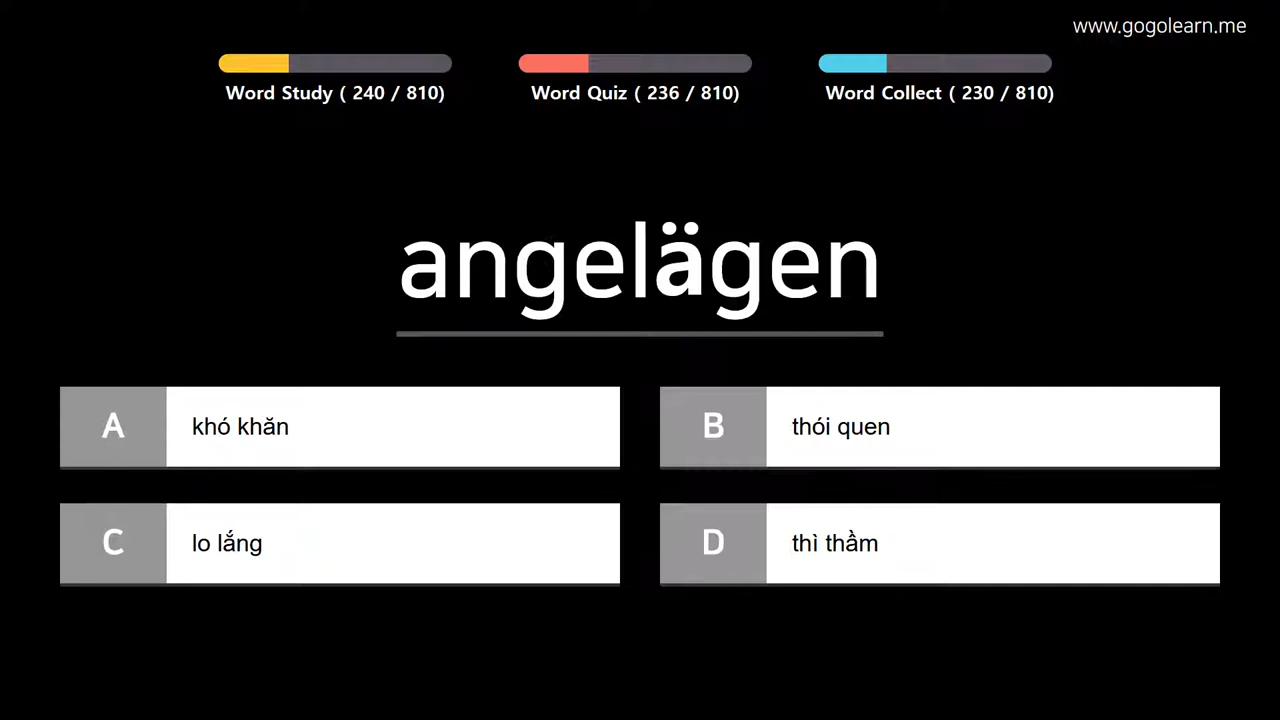 www.gogolearn.me
Word Study ( 240 / 810)
Word Quiz ( 236 / 810)
Word Collect ( 230 / 810)
angelägen
A khó khăn
B thói quen
C lo lắng
D thì thầm